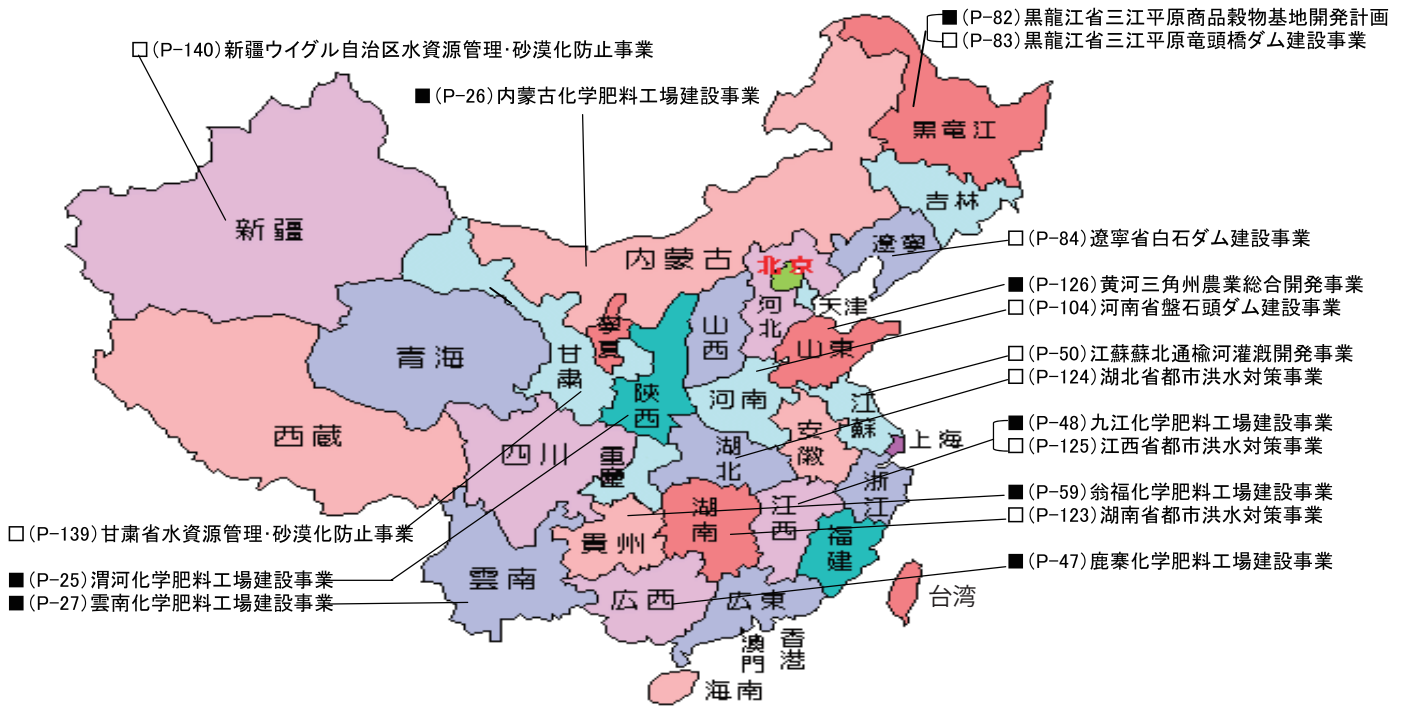 ■(P-82)黒龍江省三江平原商品穀物基地開発計画
□(P-83)黒龍江省三江平原竜頭橋ダム建設事業
□(P-140)新疆ウイグル自治区水資源管理・砂漠化防止事業
■(P-26)内蒙古化学肥料工場建設事業
黒竜江
吉林
遼寧
□(P-84)遼寧省白石ダム建設事業
新疆
内蒙古
北京
天津
河北
■(P-126)黄河三角州農業総合開発事業
□(P-104)河南省盤石頭ダム建設事業
山西
山東
寧夏
甘粛
青海
陝西
河南
江蘇
□(P-50)江蘇蘇北通楡河灌漑開発事業
□(P-124)湖北省都市洪水対策事業
西蔵
四川
重慶
湖北
安徽
上海
■(P-48)九江化学肥料工場建設事業
□(P-125)江西省都市洪水対策事業
浙江
湖南
江西
■(P-59)翁福化学肥料工場建設事業
□(P-123)湖南省都市洪水対策事業
□(P-139)甘粛省水資源管理・砂漠化防止事業
貴州
福建
■(P-47)鹿寨化学肥料工場建設事業
■(P-25)渭河化学肥料工場建設事業
■(P-27)雲南化学肥料工場建設事業
雲南
広西
広東
台湾
澳門
香港
海南